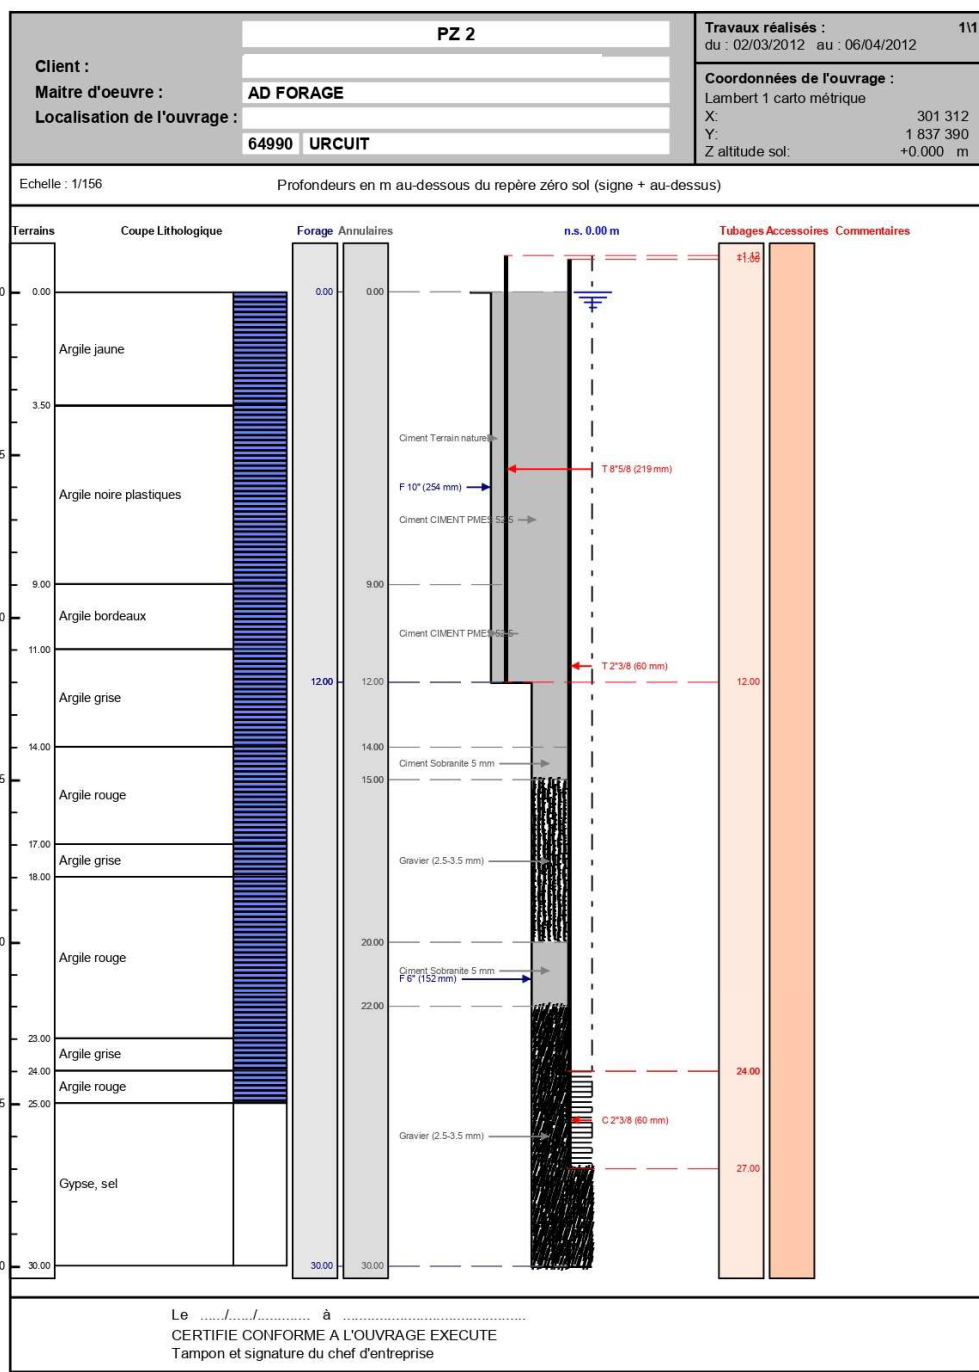 PZ 2
Travaux réalisés : 1\1
du : 02/03/2012 au : 06/04/2012
Client :
Maitre d'oeuvre : AD FORAGE
Localisation de l'ouvrage :
64990 URCUIT
Coordonnées de l'ouvrage :
Lambert 1 carto métrique
X: 301 312
Y: 1 837 390
Z altitude sol: +0.000 m
Echelle : 1/156 Profondeurs en m au-dessous du repère zéro sol (signe + au-dessus)
Terrains Coupe Lithologique Forage Annulaires n.s. 0.00 m Tubages Accessoires Commentaires
0.00 0.00 0.00
Argile jaune
3.50
Ciment Terrain naturel
T 8"5/8 (219 mm)
F 10" (254 mm)
Argile noire plastiques
Ciment CIMENT PMES 52.5
9.00 9.00
Argile bordeaux
Ciment CIMENT PMES 52.5
11.00
T 2"3/8 (60 mm)
12.00 12.00 12.00
Argile grise
14.00 14.00
Ciment Sobranite 5 mm
15.00
Argile rouge
17.00
Argile grise
Gravier (2.5-3.5 mm)
18.00
20.00
Argile rouge
Ciment Sobranite 5 mm
F 6" (152 mm)
22.00
23.00
Argile grise
24.00 24.00
Argile rouge
25.00
C 2"3/8 (60 mm)
Gravier (2.5-3.5 mm)
27.00
Gypse, sel
30.00 30.00 30.00
Le ....../....../............. à .............................................
CERTIFIE CONFORME A L'OUVRAGE EXECUTE
Tampon et signature du chef d'entreprise